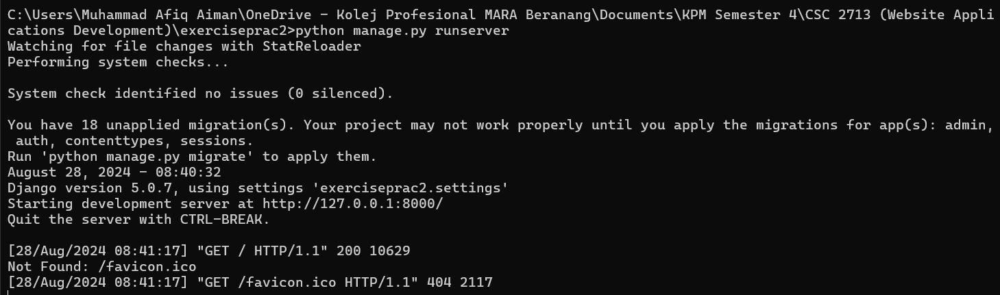 C:\Users\Muhammad Afiq Aiman\OneDrive - Kolej Profesional MARA Beranang\Documents\KPM Semester 4\CSC 2713 (Website Appli
cations Development)\exerciseprac2>python manage.py runserver
Watching for file changes with StatReloader
Performing system checks...
System check identified no issues (0 silenced).
You have 18 unapplied migration(s). Your project may not work properly until you apply the migrations for app(s): admin,
 auth, contenttypes, sessions.
Run 'python manage.py migrate' to apply them.
August 28, 2024 - 08:40:32
Django version 5.0.7, using settings 'exerciseprac2.settings'
Starting development server at http://127.0.0.1:8000/
Quit the server with CTRL-BREAK.
[28/Aug/2024 08:41:17] "GET / HTTP/1.1" 200 10629
Not Found: /favicon.ico
[28/Aug/2024 08:41:17] "GET /favicon.ico HTTP/1.1" 404 2117